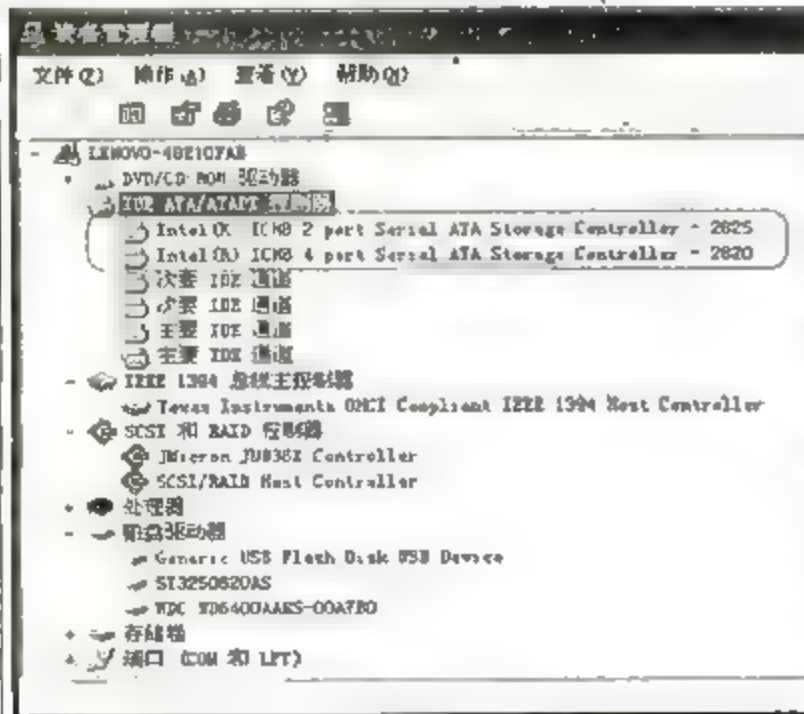 设备管理器
文件(F) 操作(A) 查看(V) 帮助(H)
LENOVO-48E10FAB
DVD/CD-ROM 驱动器
IDE ATA/ATAPI 控制器
Intel(R) ICH8 2 port Serial ATA Storage Controller - 2825
Intel(R) ICH8 4 port Serial ATA Storage Controller - 2820
次要 IDE 通道
次要 IDE 通道
主要 IDE 通道
主要 IDE 通道
IEEE 1394 总线主控制器
Texas Instruments OHCI Compliant IEEE 1394 Host Controller
SCSI 和 RAID 控制器
JMicron JMB36X Controller
SCSI/RAID Host Controller
处理器
磁盘驱动器
Generic USB Flash Disk USB Device
ST3250820AS
WDC WD6400AAKS-00A7B0
存储卷
端口 (COM 和 LPT)